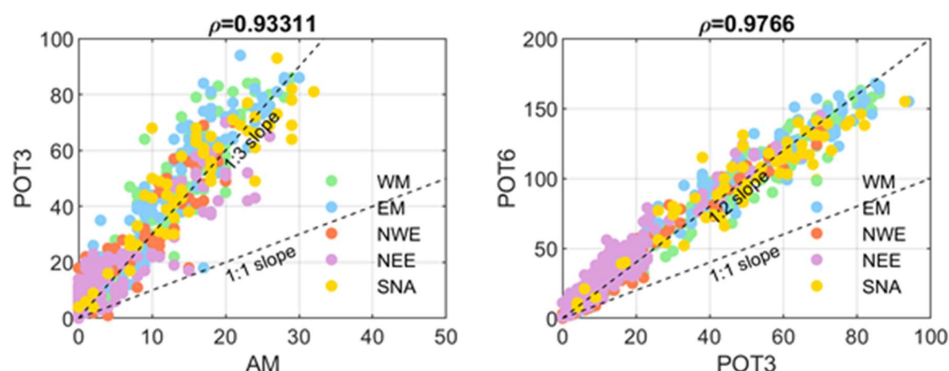 ρ=0.93311
100
80
60
40
20
0
POT3
1:3 slope
1:1 slope
WM
EM
NWE
NEE
SNA
0 10 20 30 40 50
AM
ρ=0.9766
200
150
100
50
0
POT6
1:2 slope
1:1 slope
WM
EM
NWE
NEE
SNA
0 20 40 60 80 100
POT3